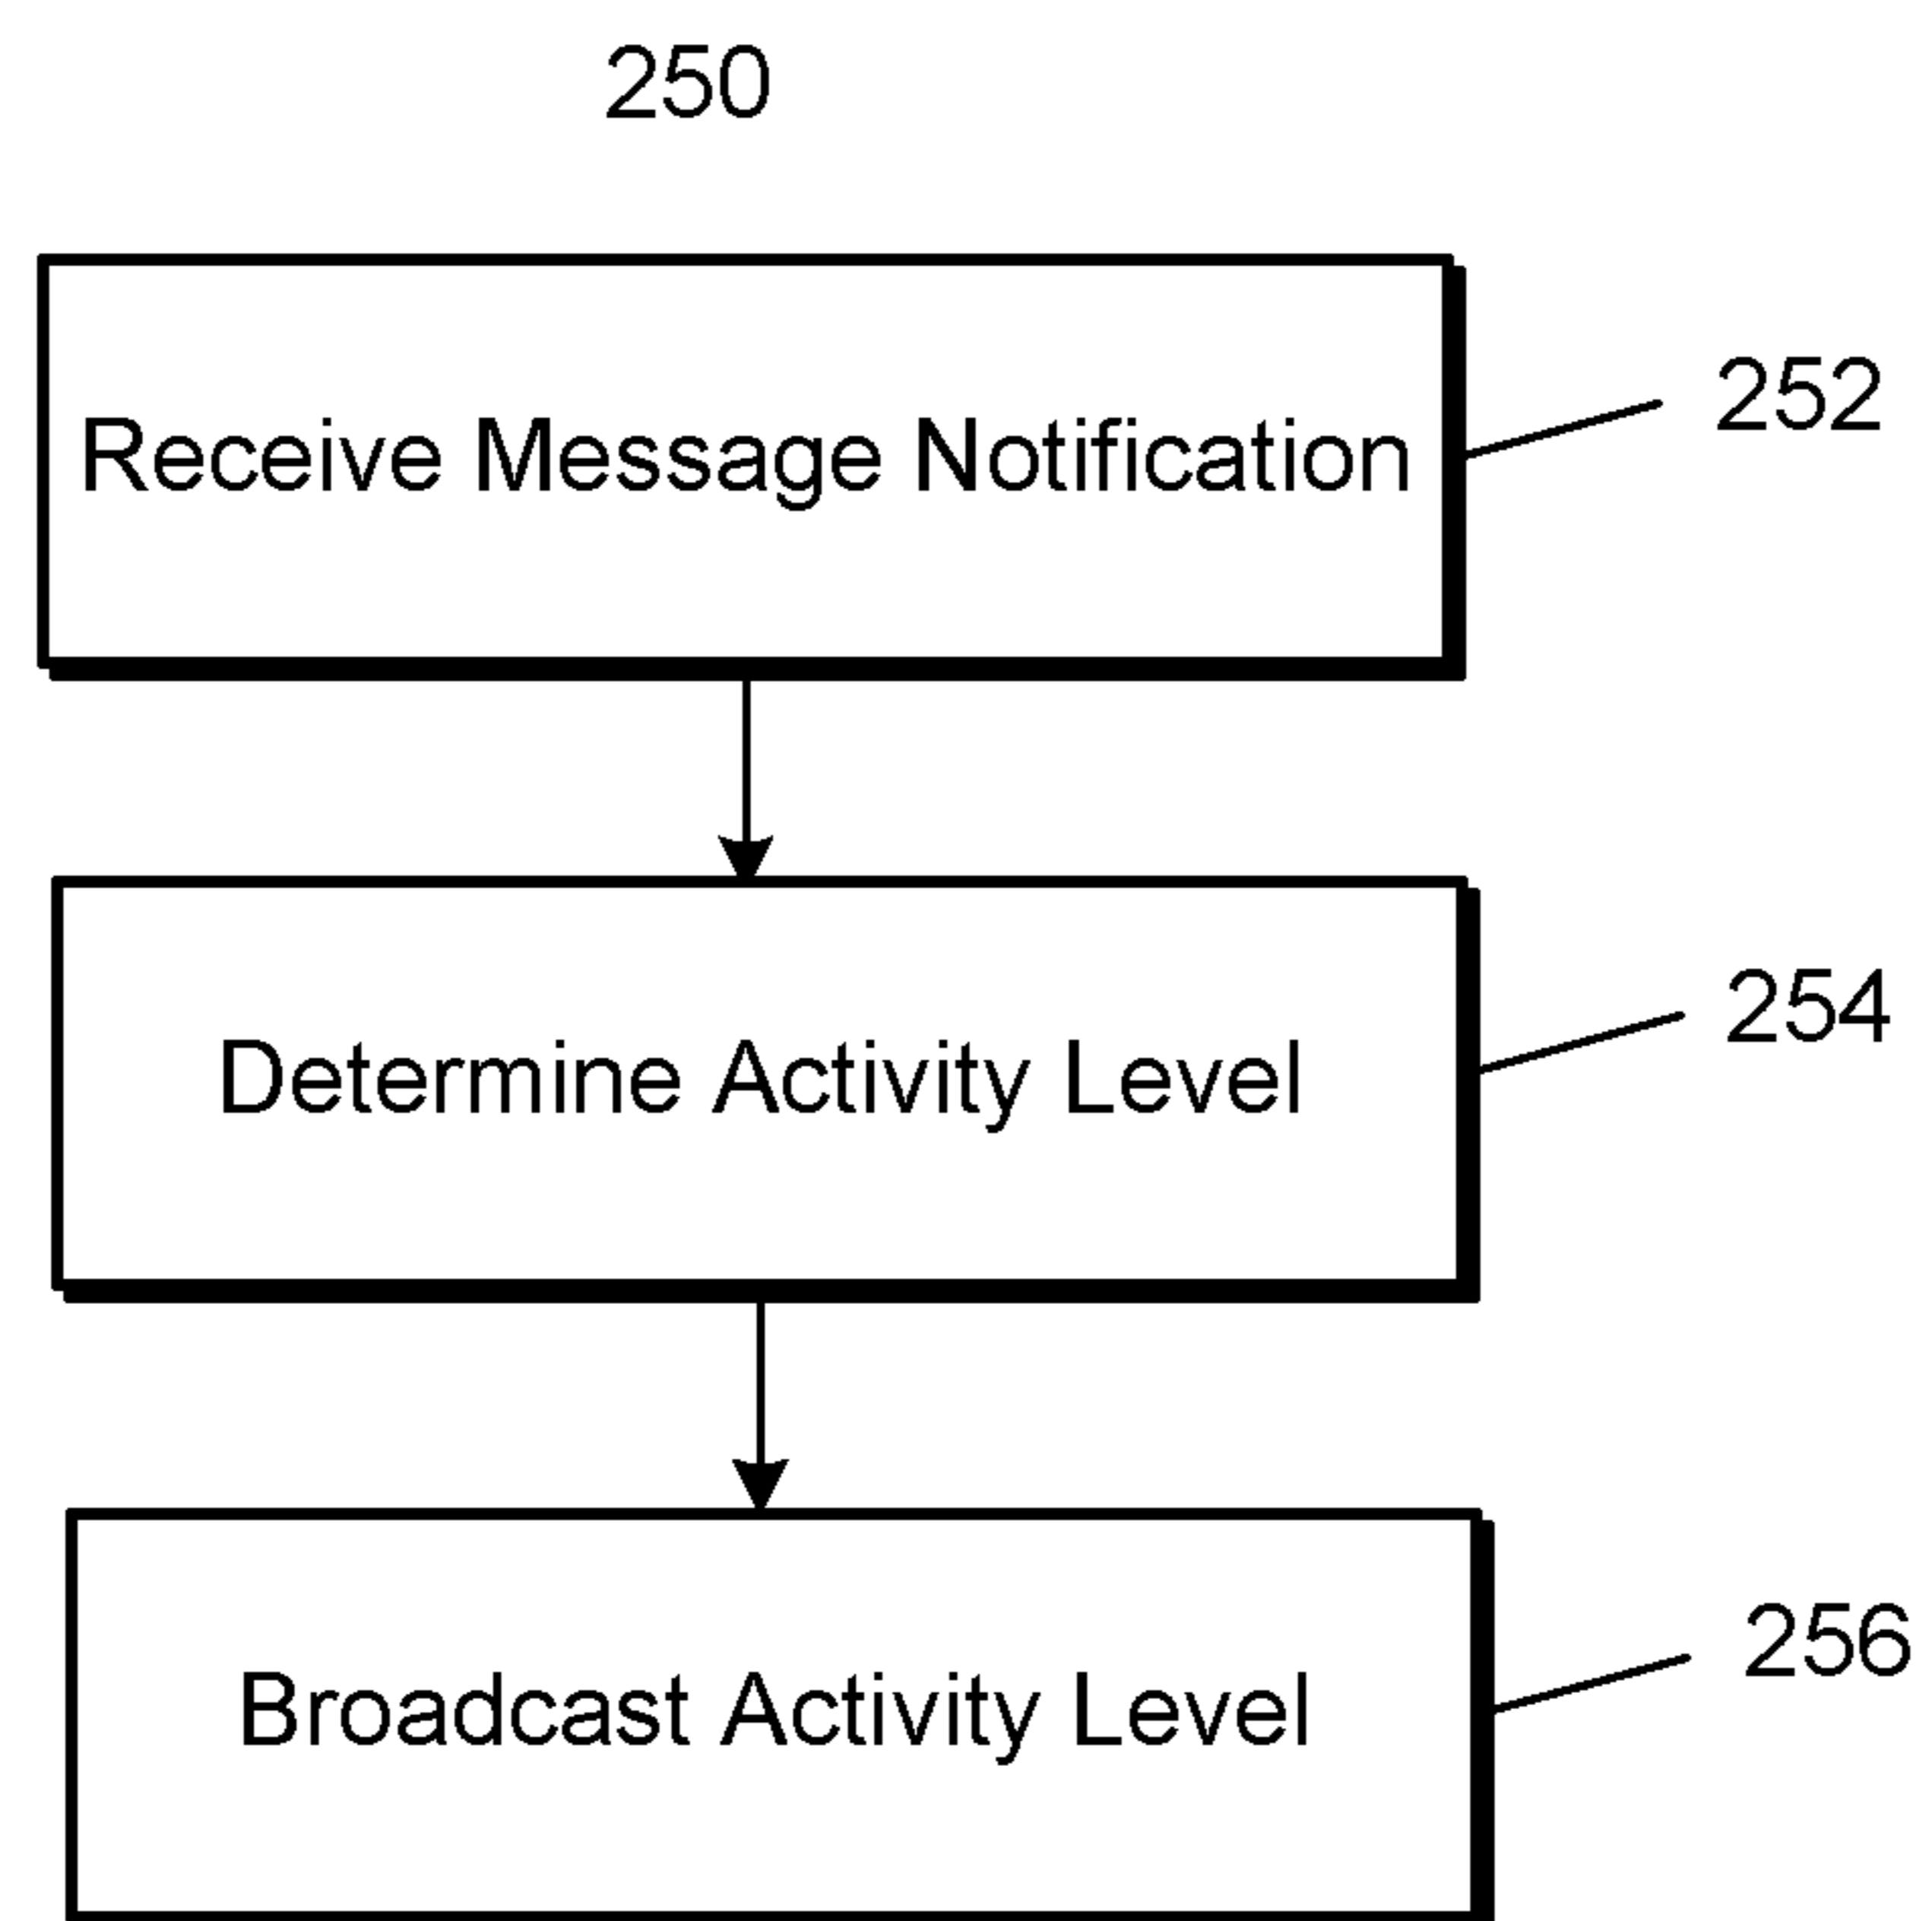 250
Receive Message Notification
252
Determine Activity Level
254
Broadcast Activity Level
256